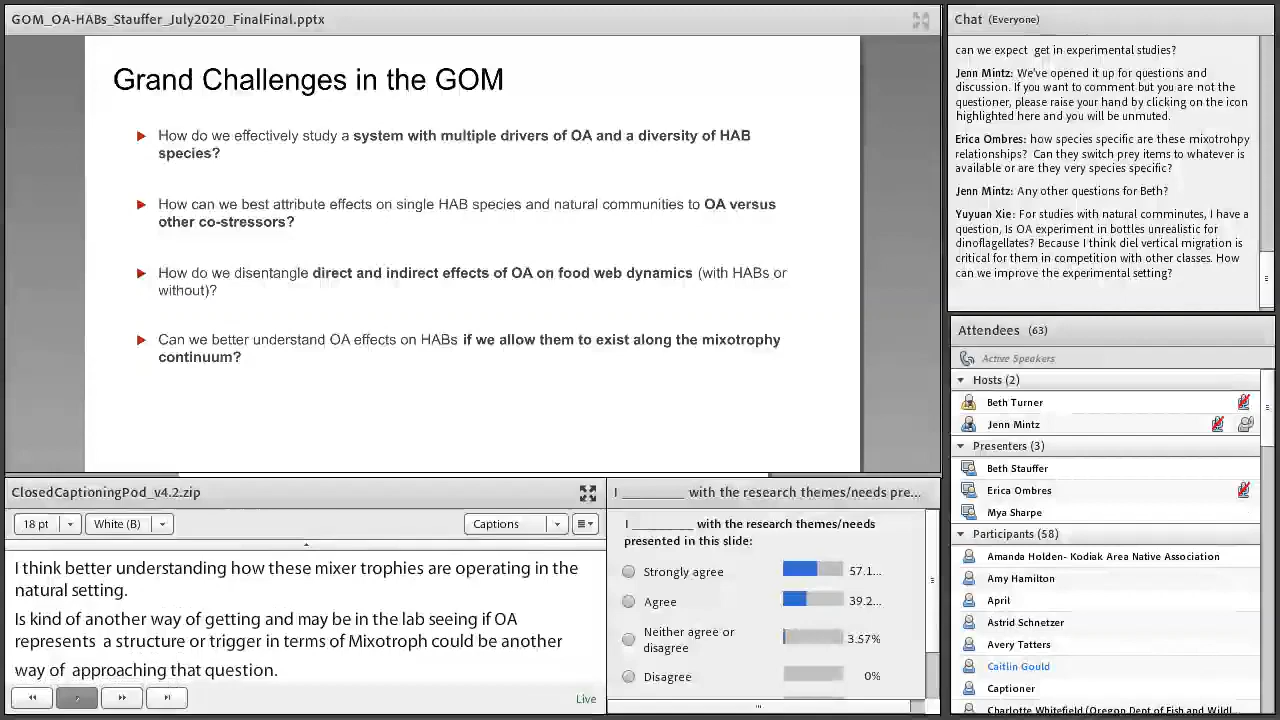 GOM_OA-HABs_Stauffer_July2020_FinalFinal.pptx
Grand Challenges in the GOM
How do we effectively study a system with multiple drivers of OA and a diversity of HAB
species?
How can we best attribute effects on single HAB species and natural communities to OA versus
other co-stressors?
How do we disentangle direct and indirect effects of OA on food web dynamics (with HABs or
without)?
Can we better understand OA effects on HABs if we allow them to exist along the mixotrophy
continuum?
Chat (Everyone)
can we expect get in experimental studies?
Jenn Mintz: We've opened it up for questions and
discussion. If you want to comment but you are not the
questioner, please raise your hand by clicking on the icon
highlighted here and you will be unmuted.
Erica Ombres: how species specific are these mixotrohpy
relationships? Can they switch prey items to whatever is
available or are they very species specific?
Jenn Mintz: Any other questions for Beth?
Yuyuan Xie: For studies with natural comminutes, I have a
question, Is OA experiment in bottles unrealistic for
dinoflagellates? Because I think diel vertical migration is
critical for them in competition with other classes. How
can we improve the experimental setting?
Attendees (63)
Active Speakers
Hosts (2)
Beth Turner
Jenn Mintz
Presenters (3)
Beth Stauffer
Erica Ombres
Mya Sharpe
Participants (58)
Amanda Holden- Kodiak Area Native Association
Amy Hamilton
April
Astrid Schnetzer
Avery Tatters
Caitlin Gould
Captioner
Charlotte Whitefield (Oregon Dept of Fish and Wildl...
ClosedCaptioningPod_v4.2.zip
18 pt
White (B)
Captions
I think better understanding how these mixer trophies are operating in the
natural setting.
Is kind of another way of getting and may be in the lab seeing if OA
represents a structure or trigger in terms of Mixotroph could be another
way of approaching that question.
Live
I _________ with the research themes/needs pre...
I _________ with the research themes/needs
presented in this slide:
Strongly agree 57.1...
Agree 39.2...
Neither agree or
disagree 3.57%
Disagree 0%